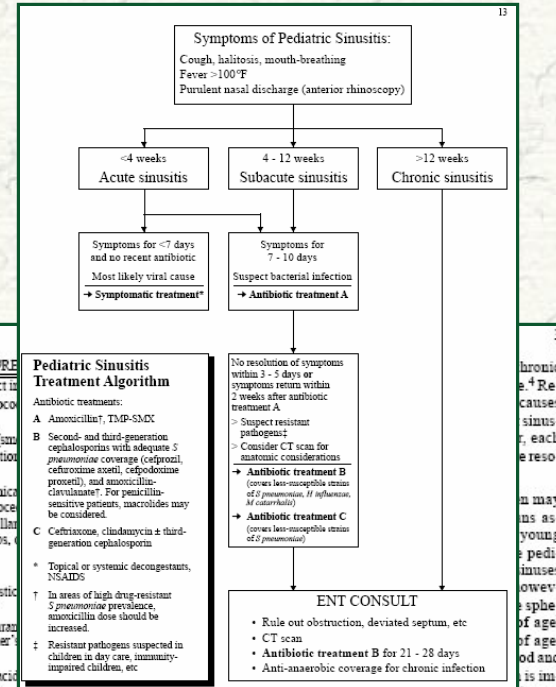 13
Symptoms of Pediatric Sinusitis:
Cough, halitosis, mouth-breathing
Fever >100°F
Purulent nasal discharge (anterior rhinoscopy)
<4 weeks
Acute sinusitis
4 - 12 weeks
Subacute sinusitis
>12 weeks
Chronic sinusitis
Symptoms for <7 days
and no recent antibiotic
Most likely viral cause
→ Symptomatic treatment*
Symptoms for
7 - 10 days
Suspect bacterial infection
→ Antibiotic treatment A
No resolution of symptoms
within 3 - 5 days or
symptoms return within
2 weeks after antibiotic
treatment A
> Suspect resistant
pathogens‡
> Consider CT scan for
anatomic considerations
→ Antibiotic treatment B
(covers less-susceptible strains
of S pneumoniae, H influenzae,
M catarrhalis)
→ Antibiotic treatment C
(covers less-susceptible strains
of S pneumoniae)
Pediatric Sinusitis
Treatment Algorithm
Antibiotic treatments:
A Amoxicillin†, TMP-SMX
B Second- and third-generation
cephalosporins with adequate S
pneumoniae coverage (cefprozil,
cefuroxime axetil, cefpodoxime
proxetil), and amoxicillin-
clavulanate†. For penicillin-
sensitive patients, macrolides may
be considered.
C Ceftriaxone, clindamycin ± third-
generation cephalosporin
* Topical or systemic decongestants,
NSAIDS
† In areas of high drug-resistant
S pneumoniae prevalence,
amoxicillin dose should be
increased.
‡ Resistant pathogens suspected in
children in day care, immunity-
impaired children, etc
ENT CONSULT
• Rule out obstruction, deviated septum, etc
• CT scan
• Antibiotic treatment B for 21 - 28 days
• Anti-anaerobic coverage for chronic infection